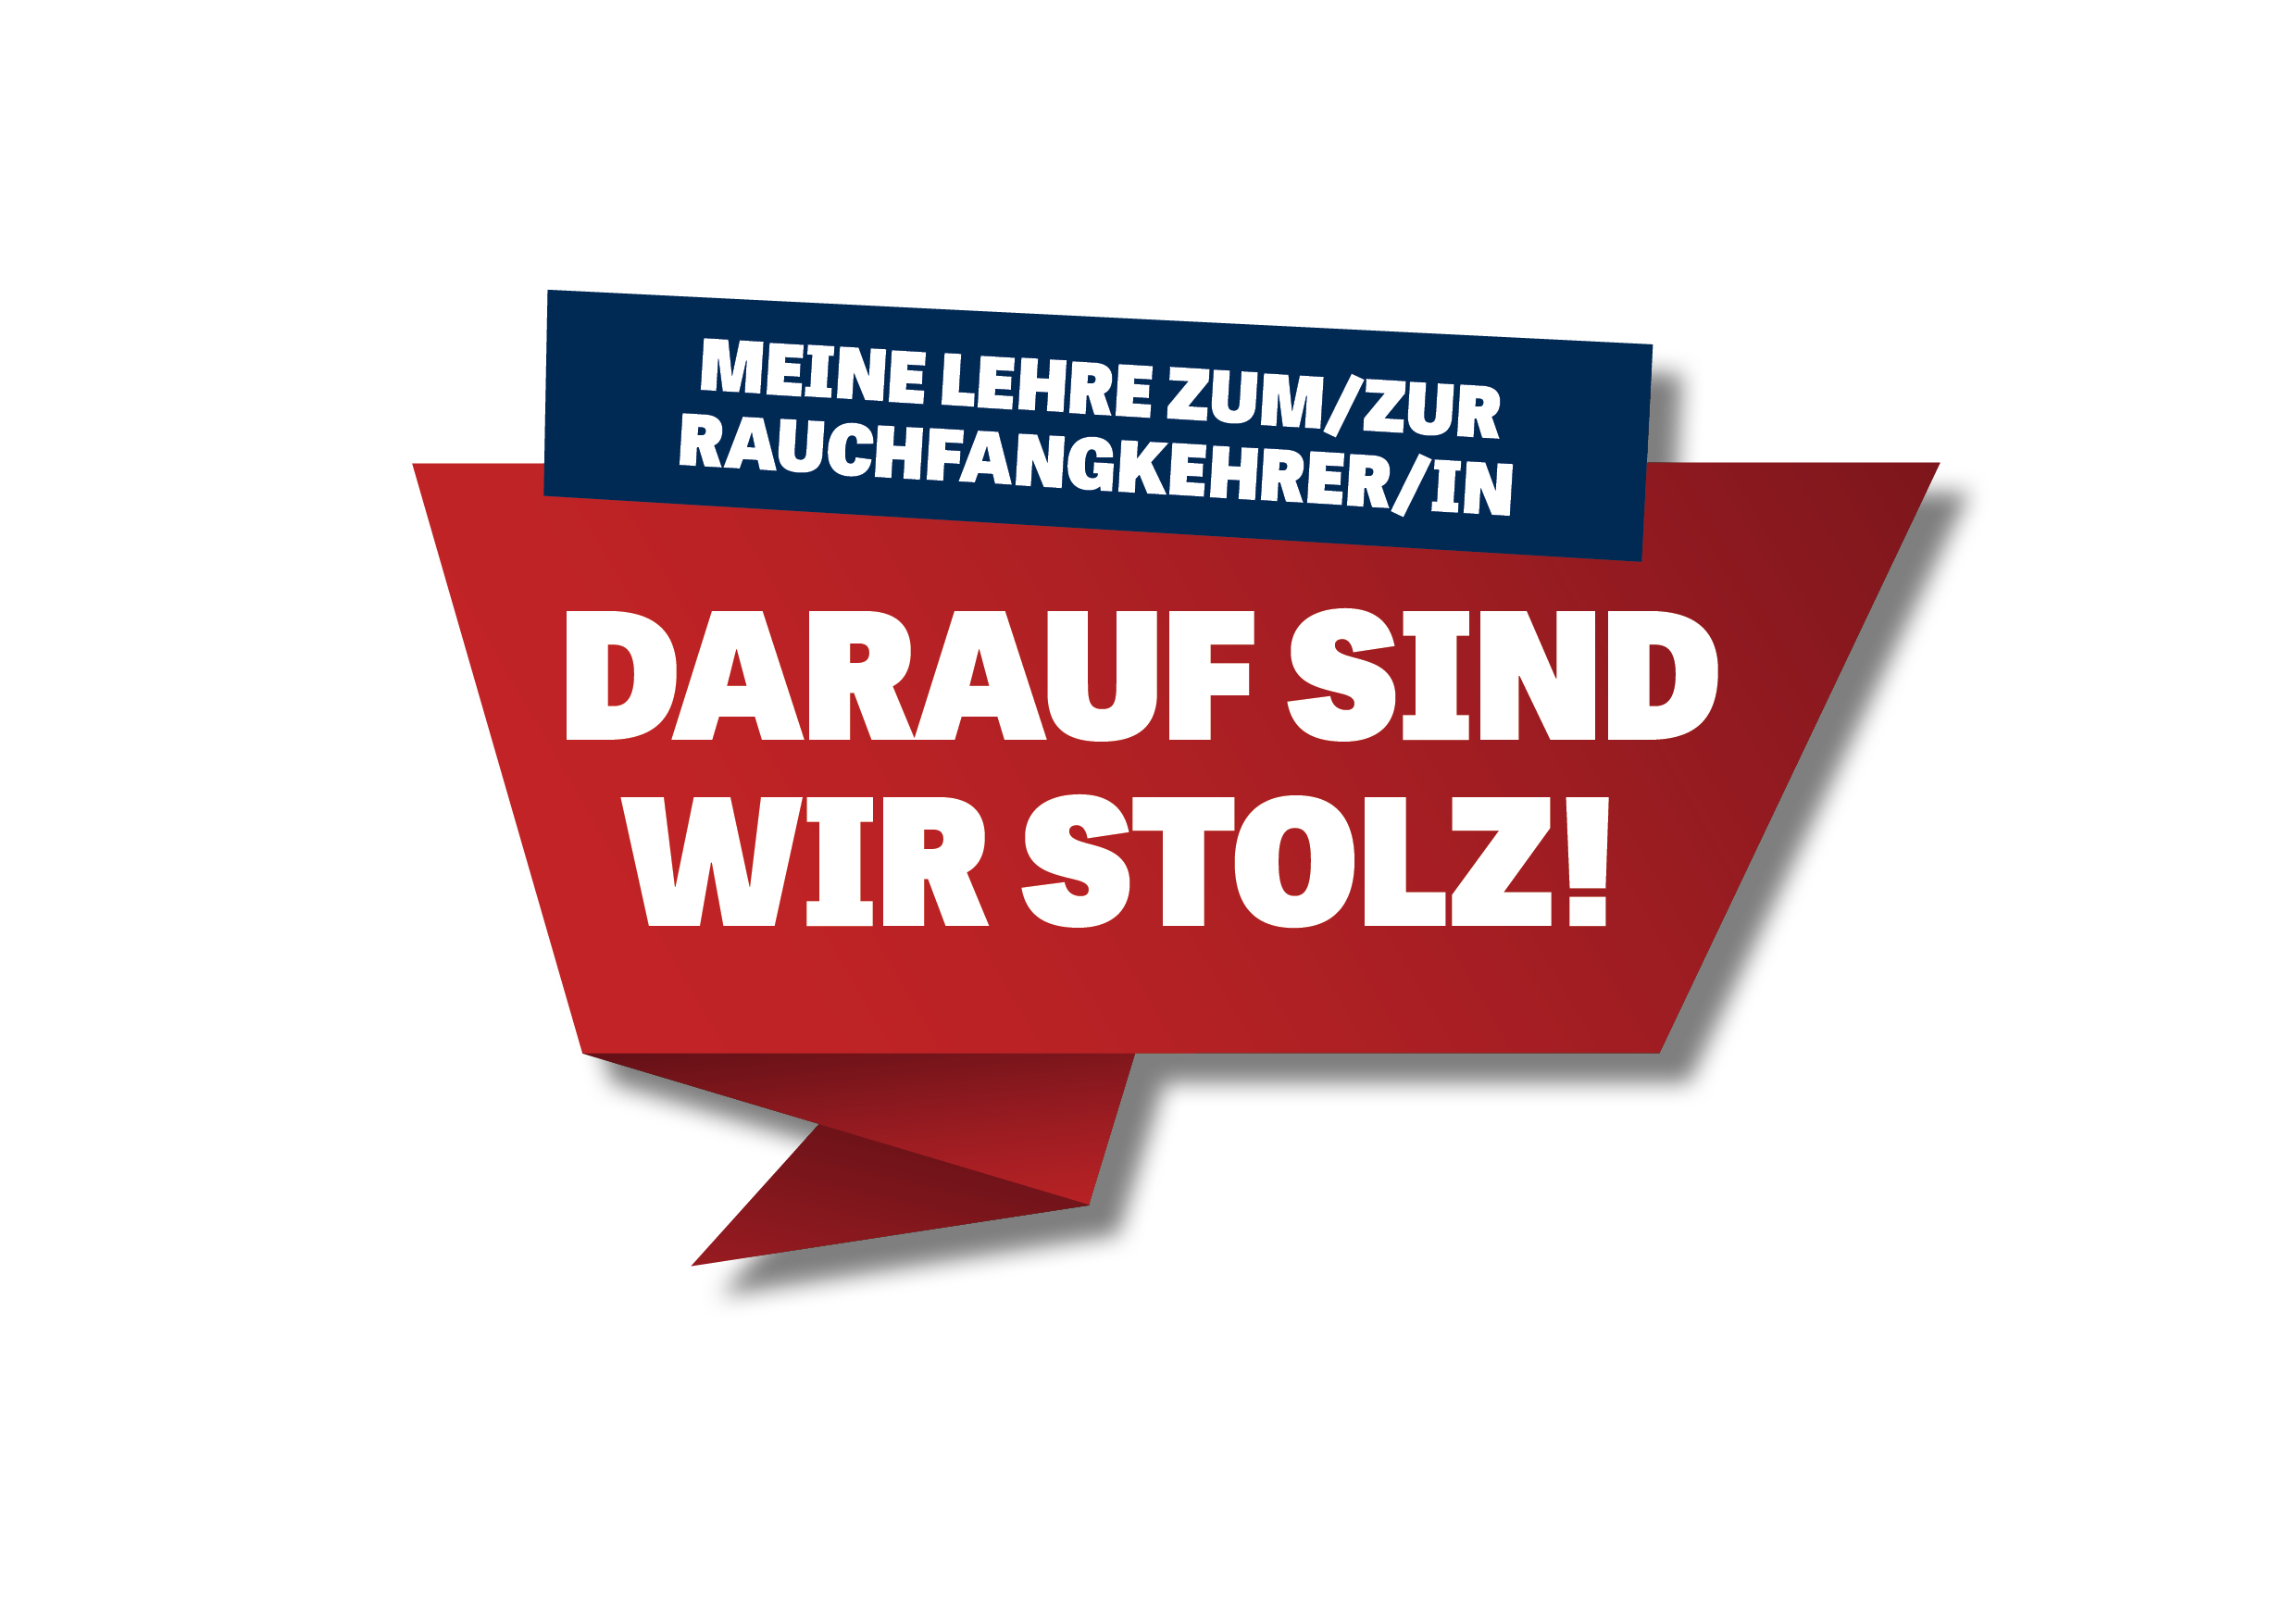 MEINE LEHRE ZUM/ZUR
RAUCHFANGKEHRER/IN
DARAUF SIND
WIR STOLZ!